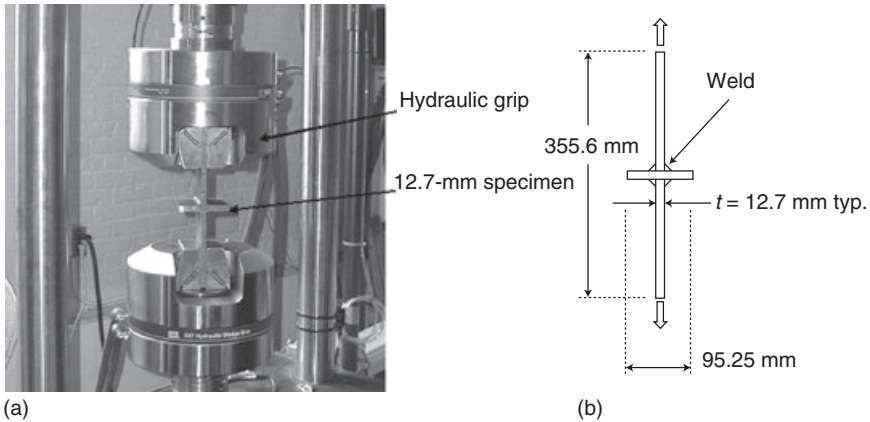 Hydraulic grip
12.7-mm specimen
(a)
Weld
355.6 mm
t = 12.7 mm typ.
95.25 mm
(b)